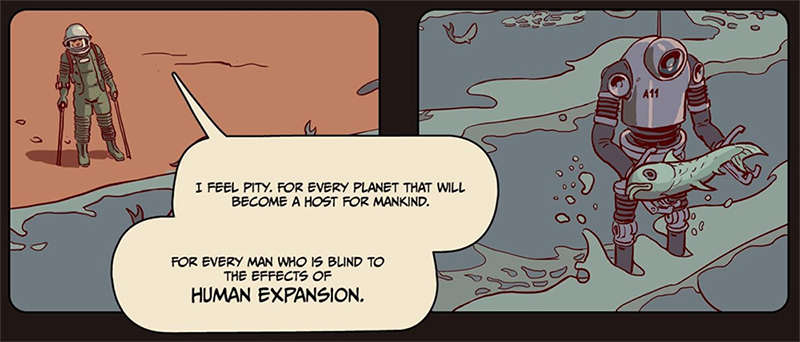 I FEEL PITY. FOR EVERY PLANET THAT WILL
BECOME A HOST FOR MANKIND.
FOR EVERY MAN WHO IS BLIND TO
THE EFFECTS OF
HUMAN EXPANSION.
A11